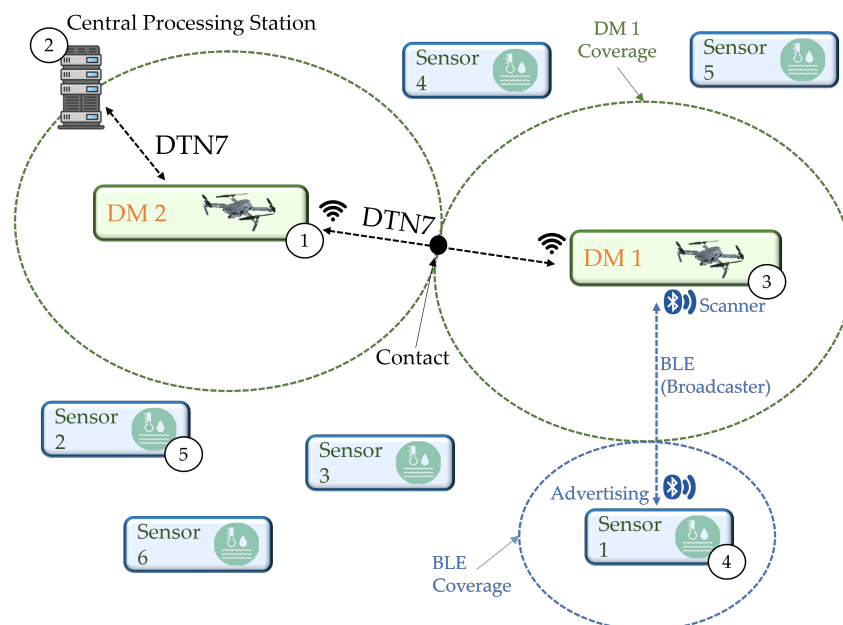 Central Processing Station
2
DM 1
Coverage
Sensor
4
Sensor
5
DTN7
DM 2
1
DTN7
DM 1
3
Scanner
Contact
BLE
(Broadcaster)
Sensor
2
5
Sensor
3
Advertising
Sensor
1
4
Sensor
6
BLE
Coverage